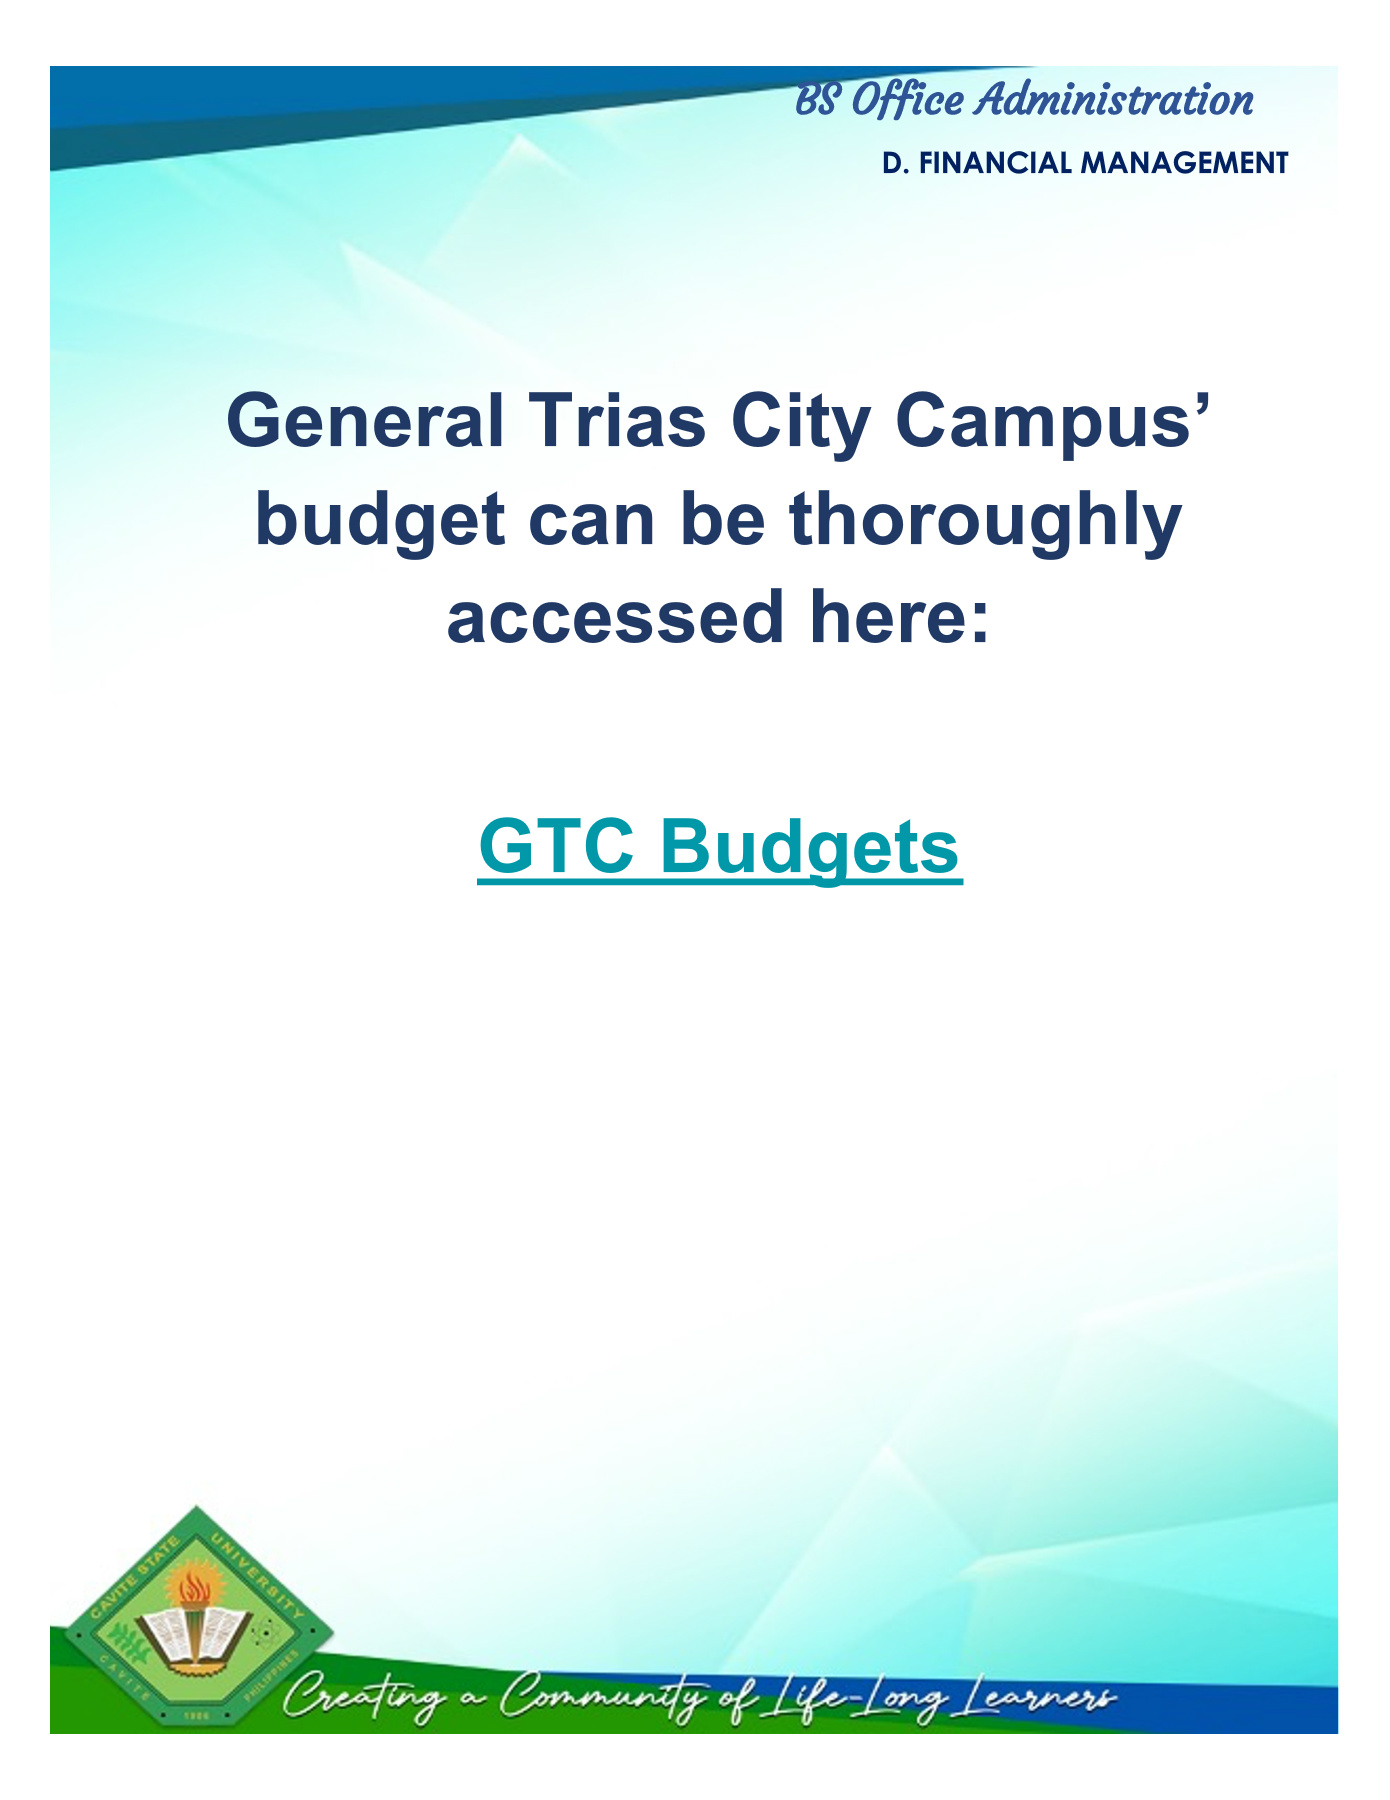 BS Office Administration
D. FINANCIAL MANAGEMENT
General Trias City Campus’
budget can be thoroughly
accessed here:
GTC Budgets
CAVITE STATE UNIVERSITY
CAVITE
PHILIPPINES
1906
Creating a Community of Life-Long Learners